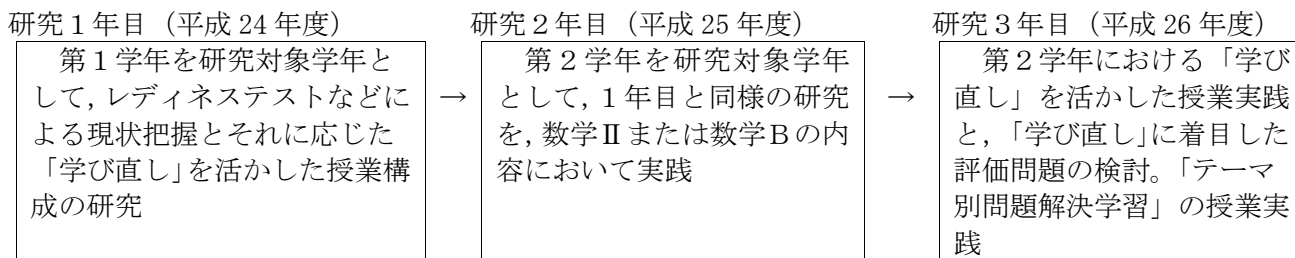 研究１年目（平成 24 年度）
第１学年を研究対象学年と
して，レディネステストなどに
よる現状把握とそれに応じた
「学び直し」を活かした授業構
成の研究
→
研究２年目（平成 25 年度）
第２学年を研究対象学年
として，１年目と同様の研究
を，数学Ⅱまたは数学Ｂの内
容において実践
→
研究３年目（平成 26 年度）
第２学年における「学び
直し」を活かした授業実践
と，「学び直し」に着目した
評価問題の検討。「テーマ
別問題解決学習」の授業実
践